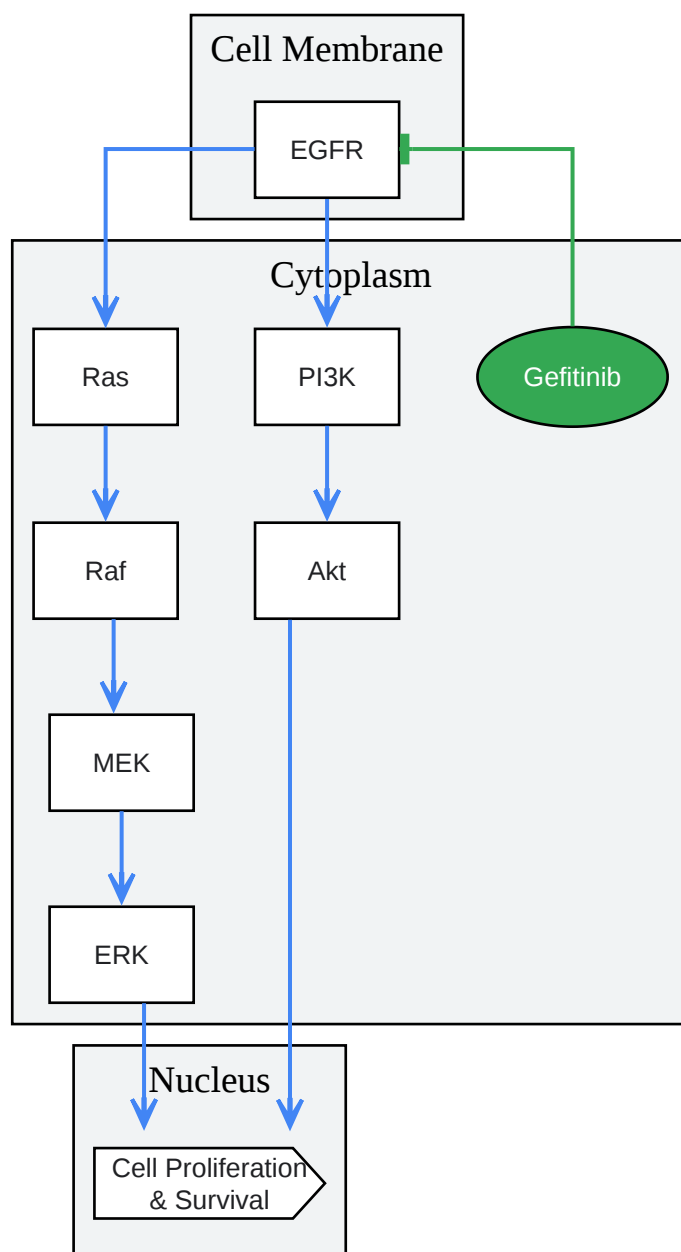 Cell Membrane
EGFR
Cytoplasm
Ras
PI3K
Gefitinib
Raf
Akt
MEK
ERK
Nucleus
Cell Proliferation
& Survival